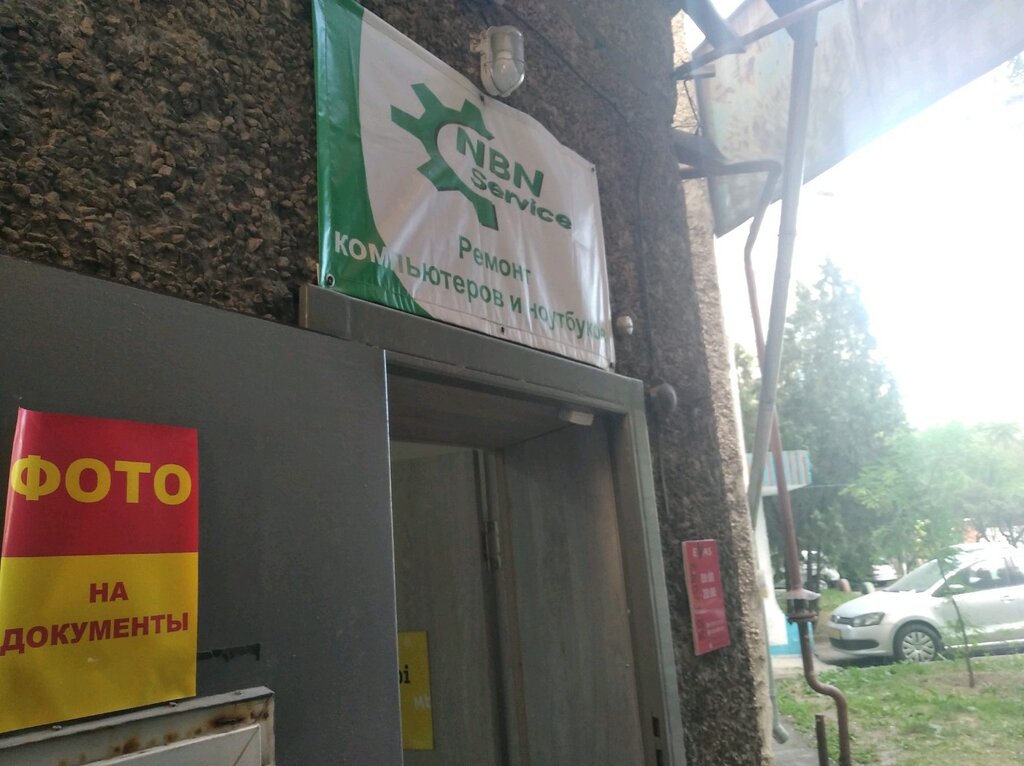 NBN
Service
Ремонт
компьютеров и ноутбуков
ФОТО
НА
ДОКУМЕНТЫ